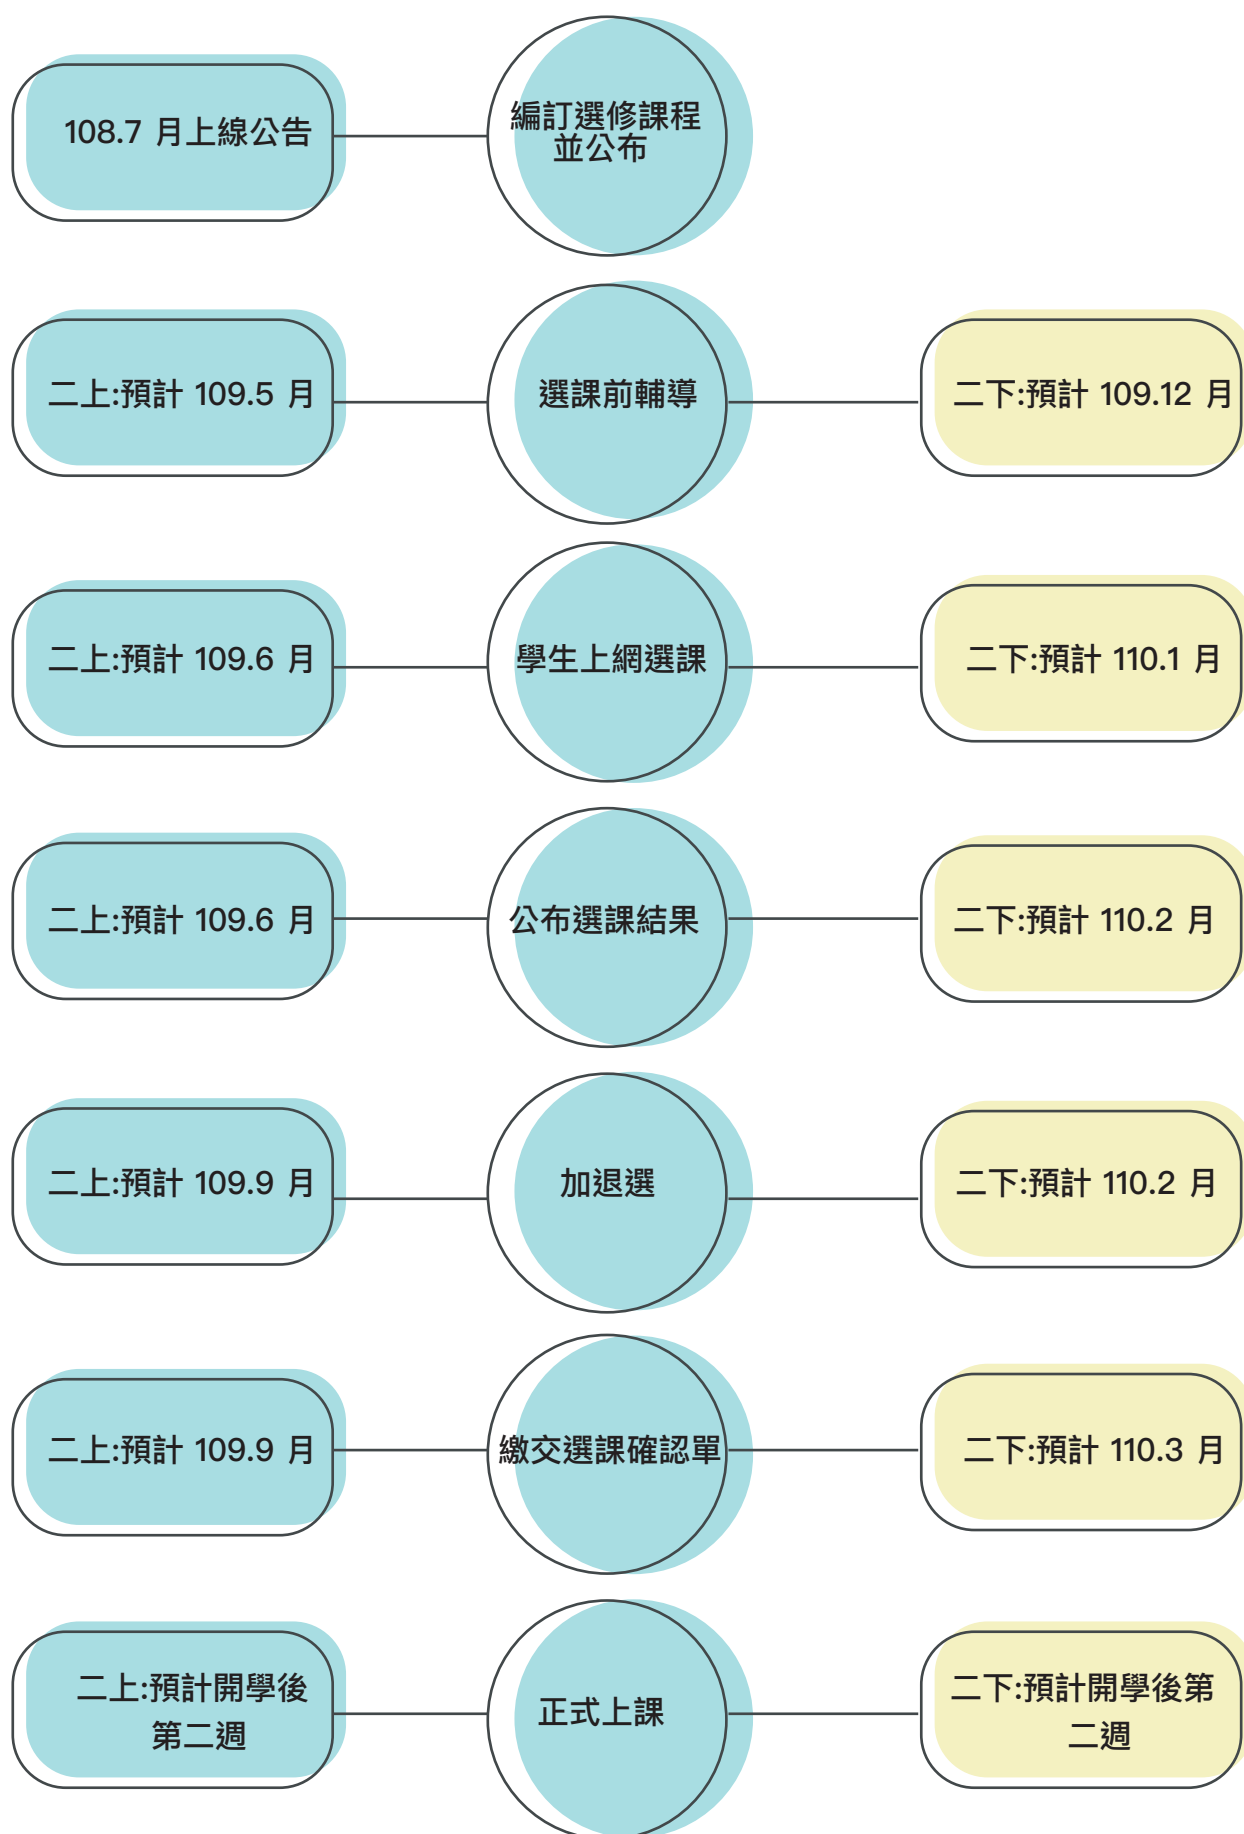 108.7 月上線公告
編訂選修課程
並公布
二上:預計 109.5 月
選課前輔導
二下:預計 109.12 月
二上:預計 109.6 月
學生上網選課
二下:預計 110.1 月
二上:預計 109.6 月
公布選課結果
二下:預計 110.2 月
二上:預計 109.9 月
加退選
二下:預計 110.2 月
二上:預計 109.9 月
繳交選課確認單
二下:預計 110.3 月
二上:預計開學後
第二週
正式上課
二下:預計開學後第
二週